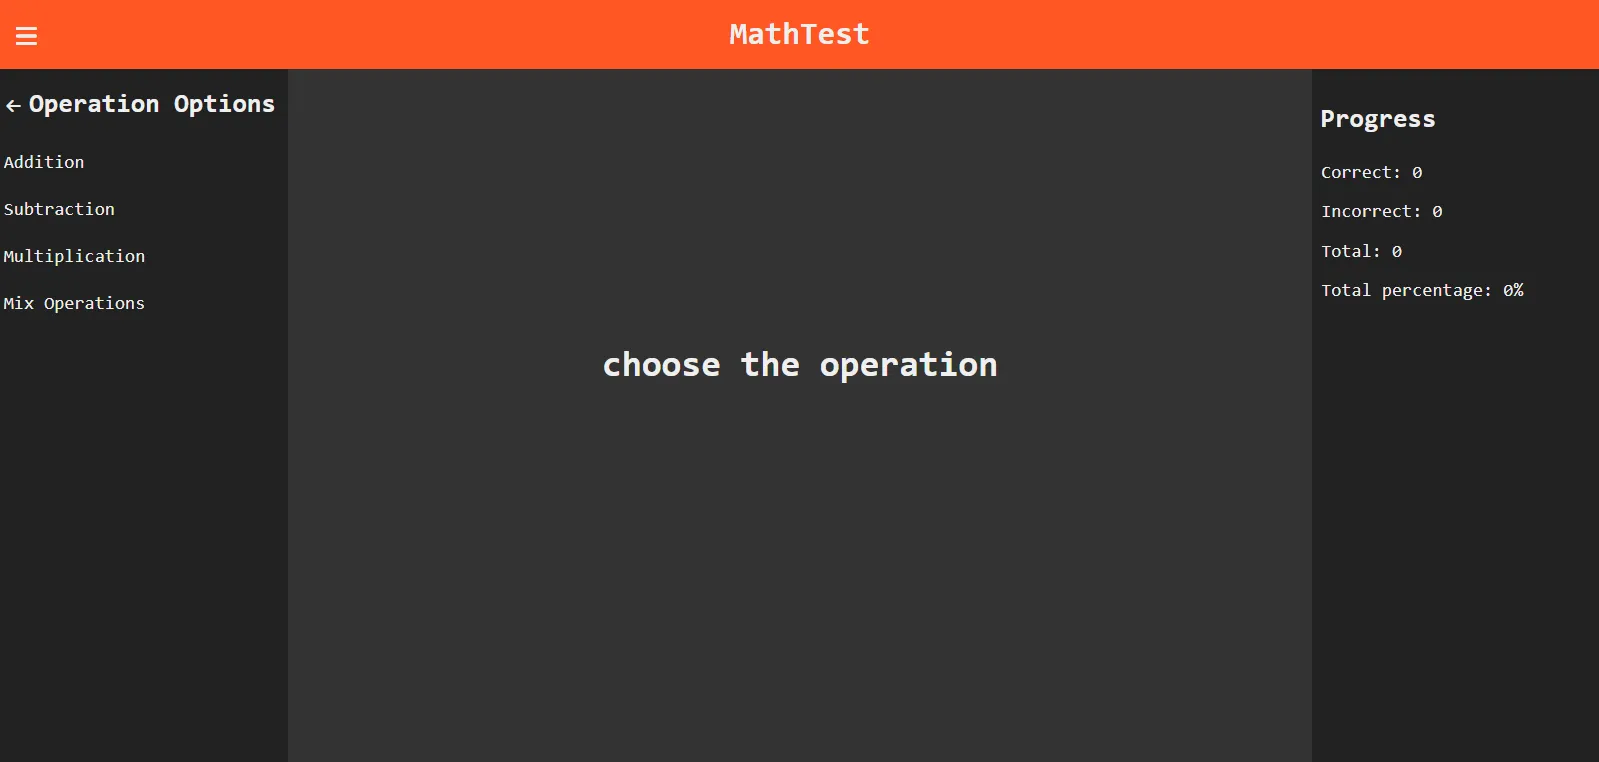 MathTest
← Operation Options
Addition
Subtraction
Multiplication
Mix Operations
choose the operation
Progress
Correct: 0
Incorrect: 0
Total: 0
Total percentage: 0%